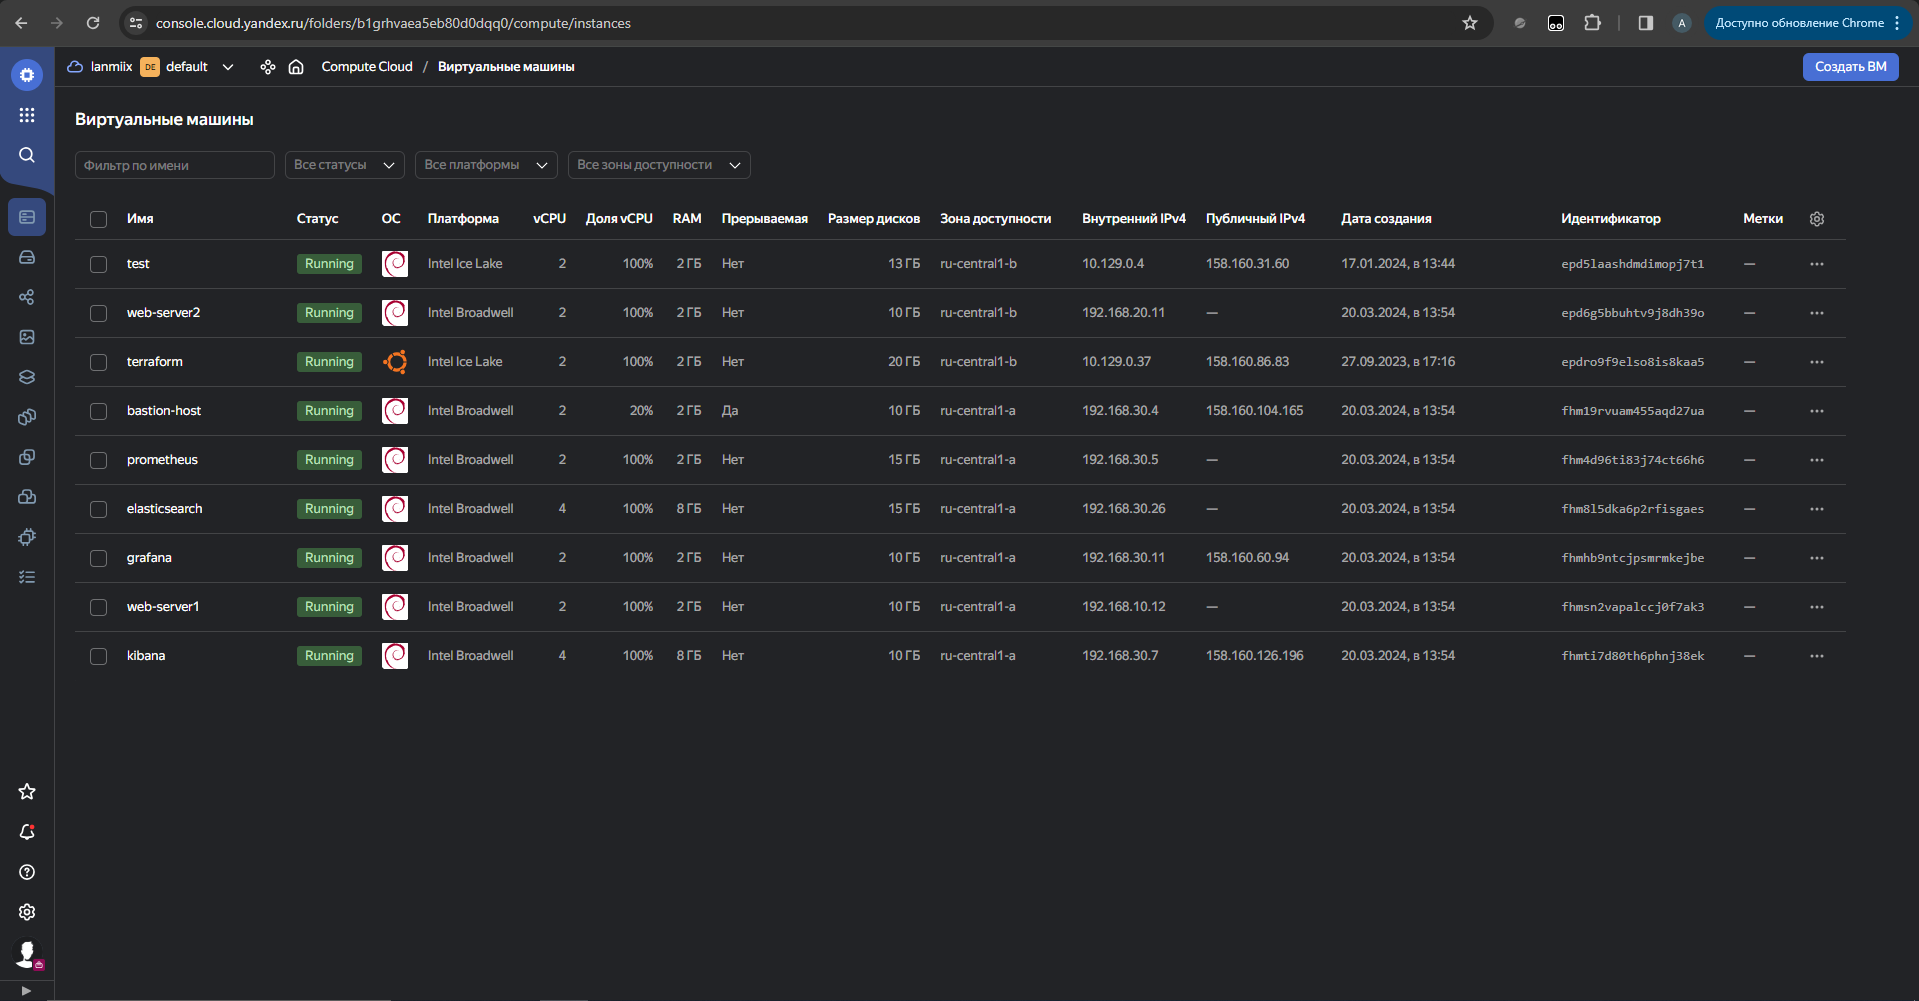 console.cloud.yandex.ru/folders/b1grhvaea5eb80d0dqq0/compute/instances А Доступно обновление Chrome
lanmiix DE default Compute Cloud / Виртуальные машины Создать ВМ
Виртуальные машины
Фильтр по имени Все статусы Все платформы Все зоны доступности
Имя Статус ОС Платформа vCPU Доля vCPU RAM Прерываемая Размер дисков Зона доступности Внутренний IPv4 Публичный IPv4 Дата создания Идентификатор Метки
test Running Intel Ice Lake 2 100% 2 ГБ Нет 13 ГБ ru-central1-b 10.129.0.4 158.160.31.60 17.01.2024, в 13:44 epd5laashdmdimopj7t1 — ···
web-server2 Running Intel Broadwell 2 100% 2 ГБ Нет 10 ГБ ru-central1-b 192.168.20.11 — 20.03.2024, в 13:54 epd6g5bbuhtv9j8dh39o — ···
terraform Running Intel Ice Lake 2 100% 2 ГБ Нет 20 ГБ ru-central1-b 10.129.0.37 158.160.86.83 27.09.2023, в 17:16 epdro9f9elso8is8kaa5 — ···
bastion-host Running Intel Broadwell 2 20% 2 ГБ Да 10 ГБ ru-central1-a 192.168.30.4 158.160.104.165 20.03.2024, в 13:54 fhm19rvuam455aqd27ua — ···
prometheus Running Intel Broadwell 2 100% 2 ГБ Нет 15 ГБ ru-central1-a 192.168.30.5 — 20.03.2024, в 13:54 fhm4d96ti83j74ct66h6 — ···
elasticsearch Running Intel Broadwell 4 100% 8 ГБ Нет 15 ГБ ru-central1-a 192.168.30.26 — 20.03.2024, в 13:54 fhm8l5dka6p2rfisgaes — ···
grafana Running Intel Broadwell 2 100% 2 ГБ Нет 10 ГБ ru-central1-a 192.168.30.11 158.160.60.94 20.03.2024, в 13:54 fhmhb9ntcjpsmrmkejbe — ···
web-server1 Running Intel Broadwell 2 100% 2 ГБ Нет 10 ГБ ru-central1-a 192.168.10.12 — 20.03.2024, в 13:54 fhmsn2vapalccj0f7ak3 — ···
kibana Running Intel Broadwell 4 100% 8 ГБ Нет 10 ГБ ru-central1-a 192.168.30.7 158.160.126.196 20.03.2024, в 13:54 fhmti7d80th6phnj38ek — ···